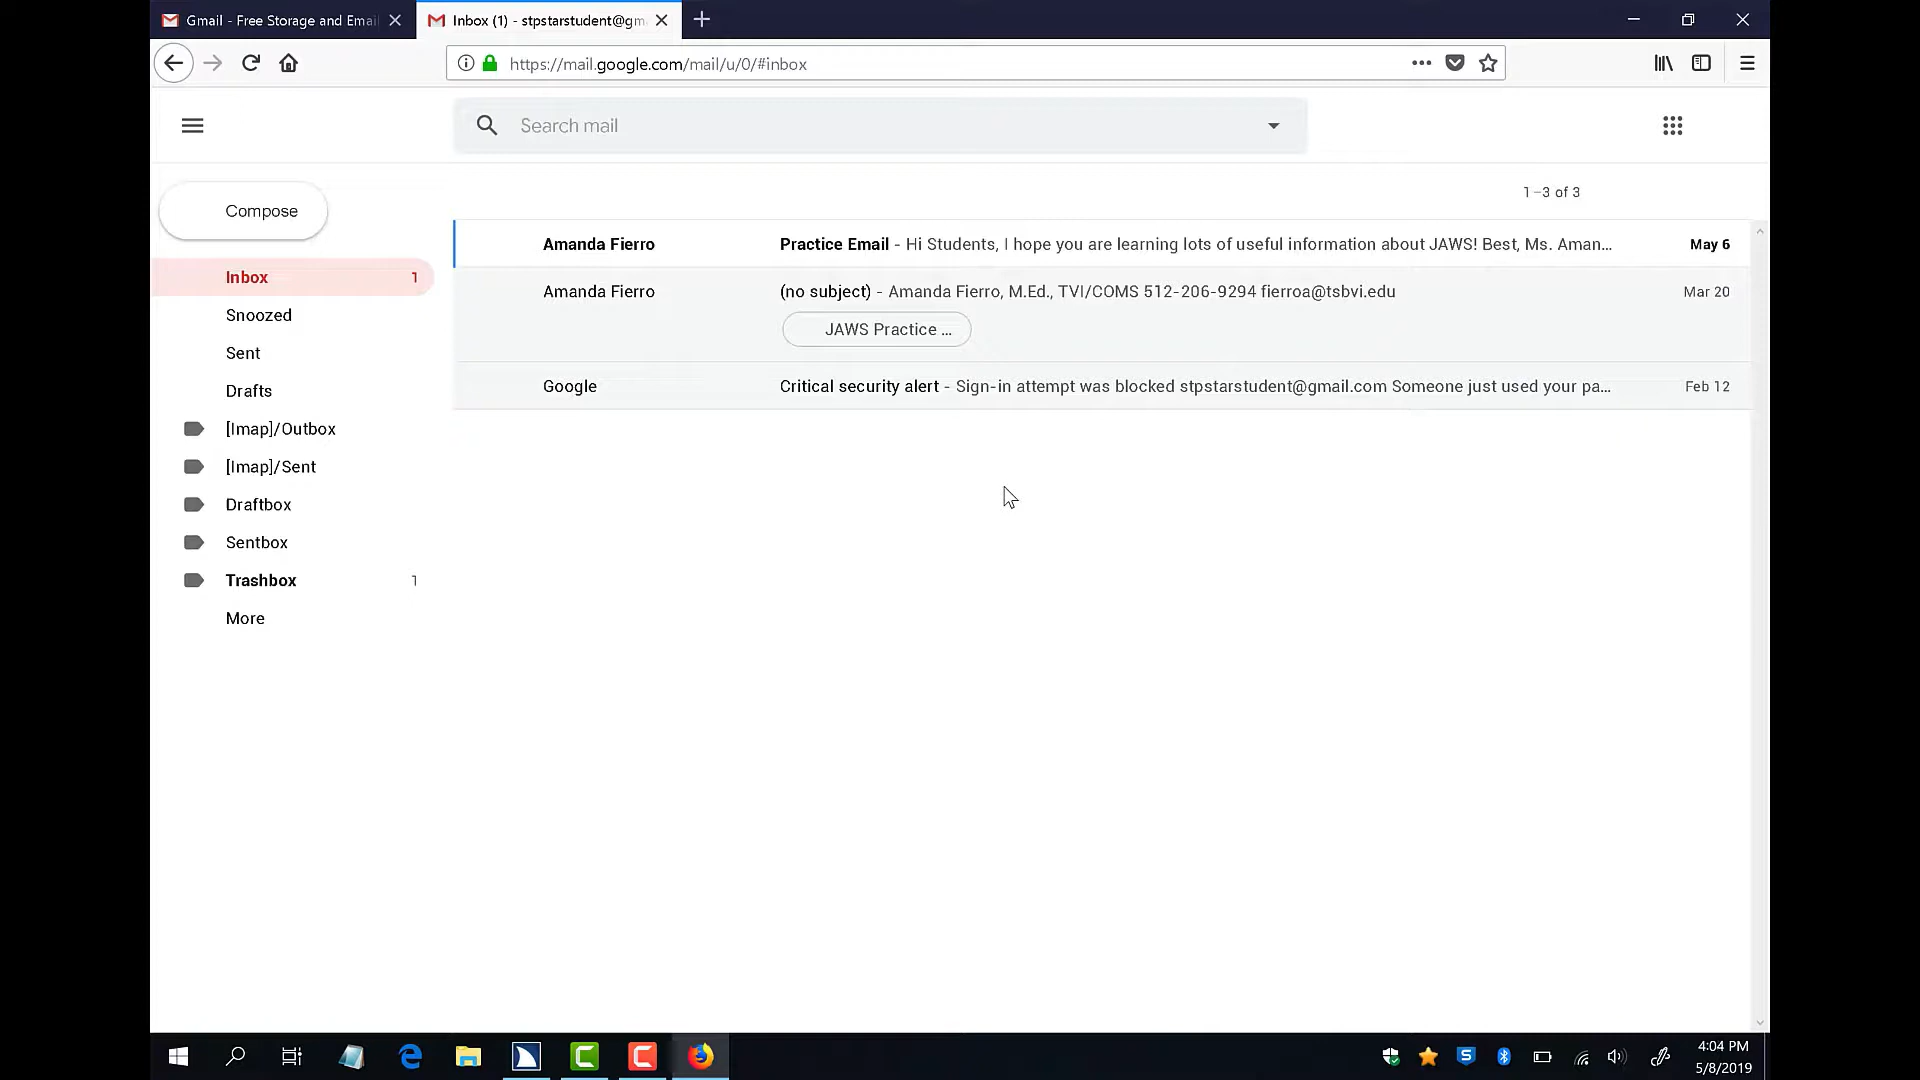 Gmail - Free Storage and Emai
Inbox (1) - stpstarstudent@gm
https://mail.google.com/mail/u/0/#inbox
Search mail
1–3 of 3
Compose
Inbox 1
Snoozed
Sent
Drafts
[Imap]/Outbox
[Imap]/Sent
Draftbox
Sentbox
Trashbox 1
More
Amanda Fierro Practice Email - Hi Students, I hope you are learning lots of useful information about JAWS! Best, Ms. Aman... May 6
Amanda Fierro (no subject) - Amanda Fierro, M.Ed., TVI/COMS 512-206-9294 fierroa@tsbvi.edu Mar 20
JAWS Practice ...
Google Critical security alert - Sign-in attempt was blocked stpstarstudent@gmail.com Someone just used your pa... Feb 12
4:04 PM
5/8/2019